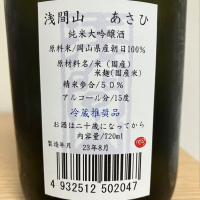 浅間山　あさひ
純米大吟醸酒
原料米/岡山県産朝日100%
原材料名/米（国産）
米麹(国産米)
精米歩合/５０％
アルコール分/15度
冷蔵推奨品
お酒は二十歳になってから
内容量/720ml
製造年月　23年8月
4 932512 502047